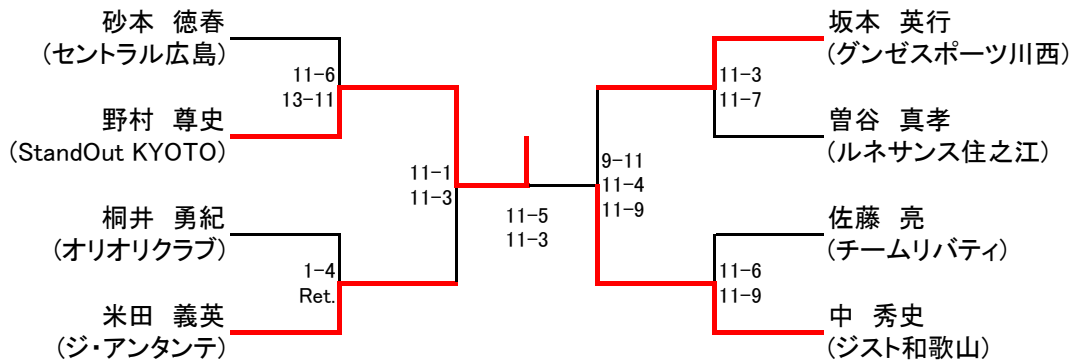 砂本 徳春
(セントラル広島)
11-6
13-11
野村 尊史
(StandOut KYOTO)
11-1
11-3
桐井 勇紀
(オリオリクラブ)
1-4
Ret.
米田 義英
(ジ・アンタンテ)
11-5
11-3
坂本 英行
(グンゼスポーツ川西)
11-3
11-7
曽谷 真孝
(ルネサンス住之江)
9-11
11-4
11-9
佐藤 亮
(チームリバティ)
11-6
11-9
中 秀史
(ジスト和歌山)